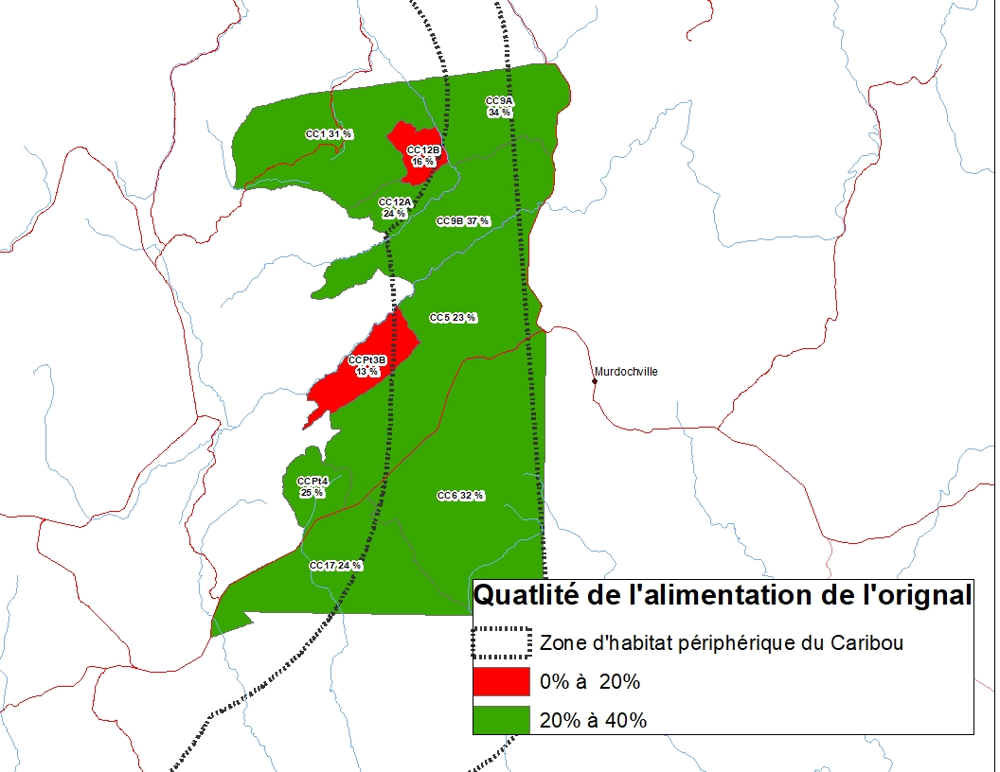 CC9A
34 %
CC1 31 %
CC12B
16 %
CC12A
24 %
CC9B 37 %
CC5 23 %
CCPt3B
13 %
Murdochville
CCPt4
25 %
CC6 32 %
CC17 24 %
Quatlité de l'alimentation de l'orignal
Zone d'habitat périphérique du Caribou
0% à 20%
20% à 40%